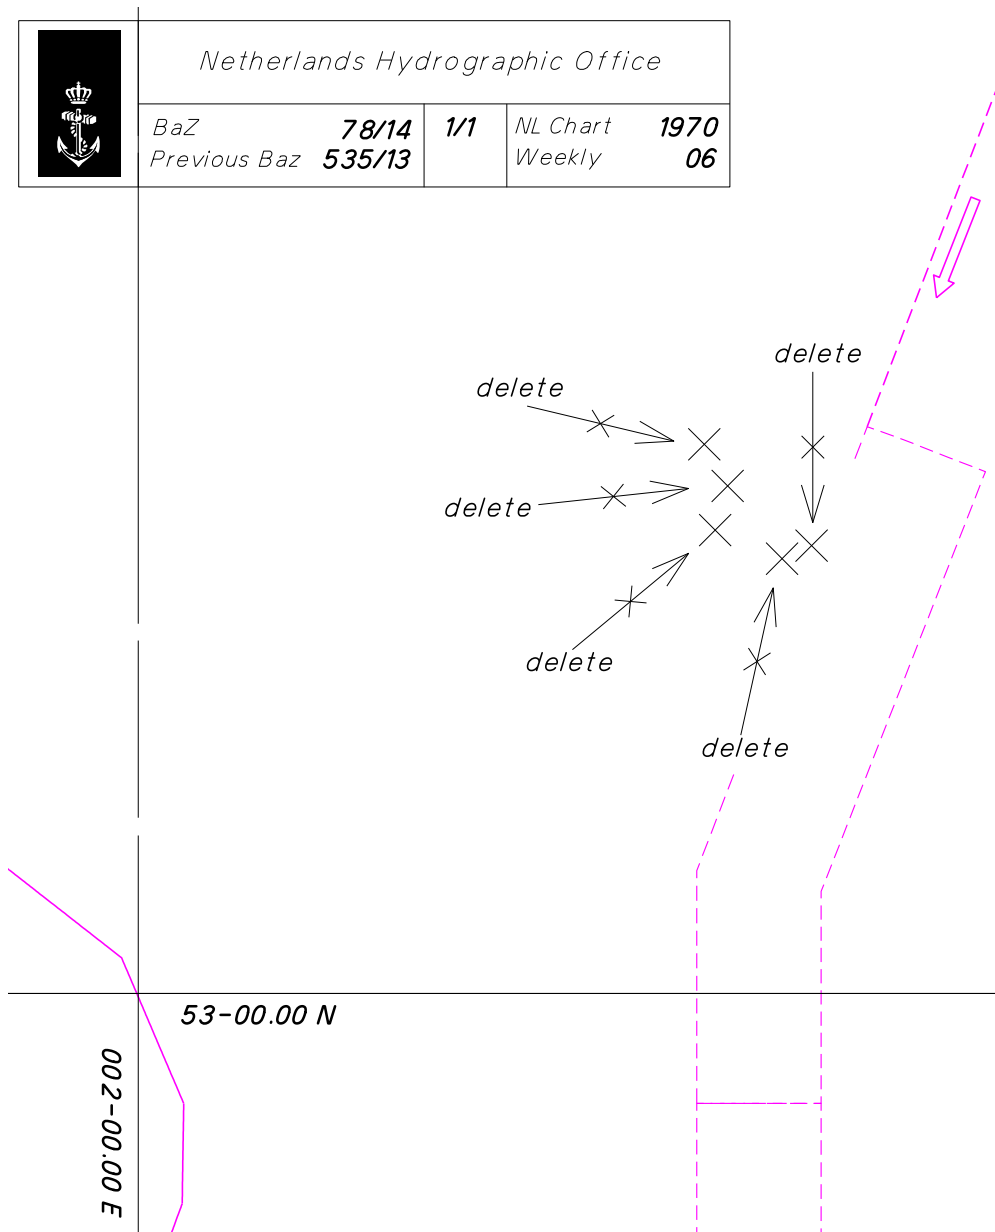 Netherlands Hydrographic Office
BaZ 78/14 1/1 NL Chart 1970
Previous Baz 535/13 Weekly 06
delete
delete
delete
delete
delete
53-00.00 N
002-00.00 E